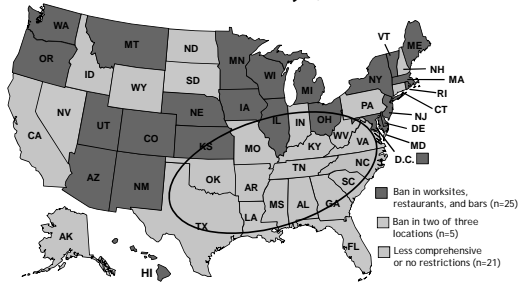 WA
OR
CA
NV
ID
MT
WY
UT
AZ
CO
NM
ND
SD
NE
KS
OK
TX
MN
IA
MO
AR
LA
WI
IL
MI
IN
OH
KY
TN
MS
AL
GA
FL
SC
NC
VA
WV
PA
NY
VT
ME
NH
MA
RI
CT
NJ
DE
MD
D.C.
AK
HI
Ban in worksites,
restaurants, and bars (n=25)
Ban in two of three
locations (n=5)
Less comprehensive
or no restrictions (n=21)